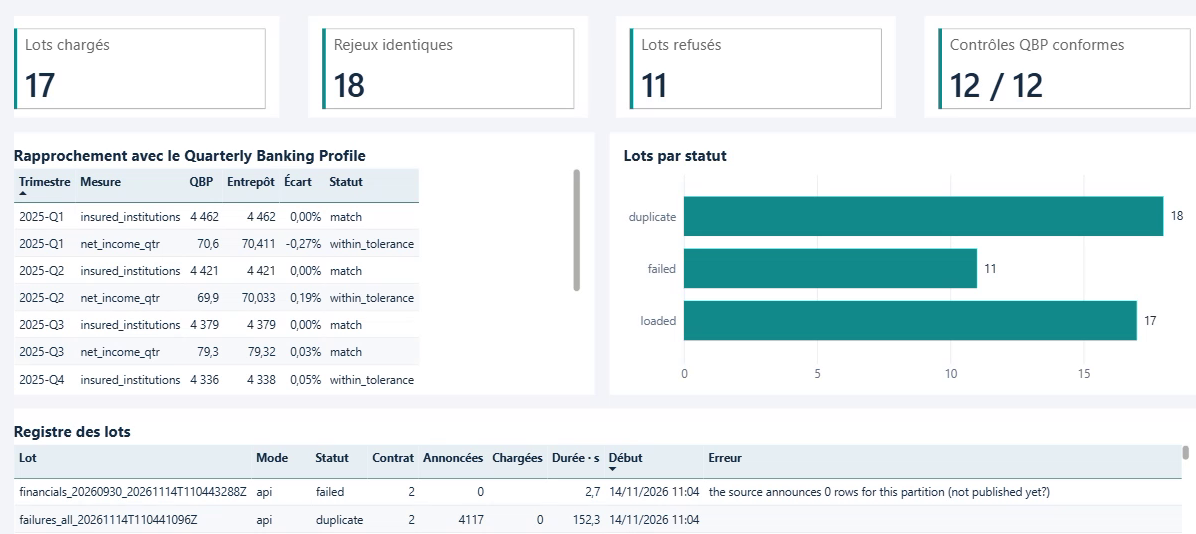 Lots chargés
17
Rejeux identiques
18
Lots refusés
11
Contrôles QBP conformes
12 / 12
Rapprochement avec le Quarterly Banking Profile
Trimestre Mesure QBP Entrepôt Écart Statut
2025-Q1 insured_institutions 4 462 4 462 0,00% match
2025-Q1 net_income_qtr 70,6 70,411 -0,27% within_tolerance
2025-Q2 insured_institutions 4 421 4 421 0,00% match
2025-Q2 net_income_qtr 69,9 70,033 0,19% within_tolerance
2025-Q3 insured_institutions 4 379 4 379 0,00% match
2025-Q3 net_income_qtr 79,3 79,32 0,03% match
2025-Q4 insured_institutions 4 336 4 338 0,05% within_tolerance
Lots par statut
duplicate 18
failed 11
loaded 17
0 5 10 15
Registre des lots
Lot Mode Statut Contrat Annoncées Chargées Durée · s Début Erreur
financials_20260930_20261114T110443288Z api failed 2 0 2,7 14/11/2026 11:04 the source announces 0 rows for this partition (not published yet?)
failures_all_20261114T110441096Z api duplicate 2 4117 0 152,3 14/11/2026 11:04